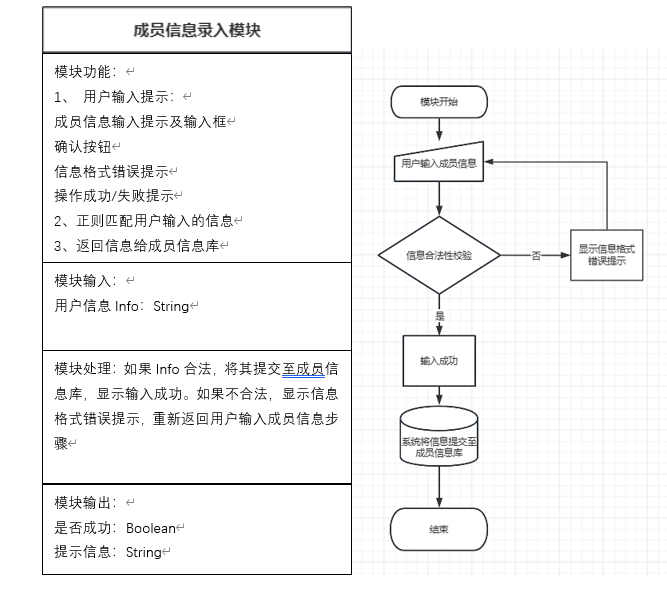 成员信息录入模块
模块功能：
1、 用户输入提示：
成员信息输入提示及输入框
确认按钮
信息格式错误提示
操作成功/失败提示
2、正则匹配用户输入的信息
3、返回信息给成员信息库
模块输入：
用户信息 Info：String
模块处理：如果 Info 合法，将其提交至成员信
息库，显示输入成功。如果不合法，显示信息
格式错误提示，重新返回用户输入成员信息步
骤
模块输出：
是否成功：Boolean
提示信息：String
模块开始
用户输入成员信息
信息合法性校验
否
显示信息格式
错误提示
是
输入成功
系统将信息提交至
成员信息库
结束